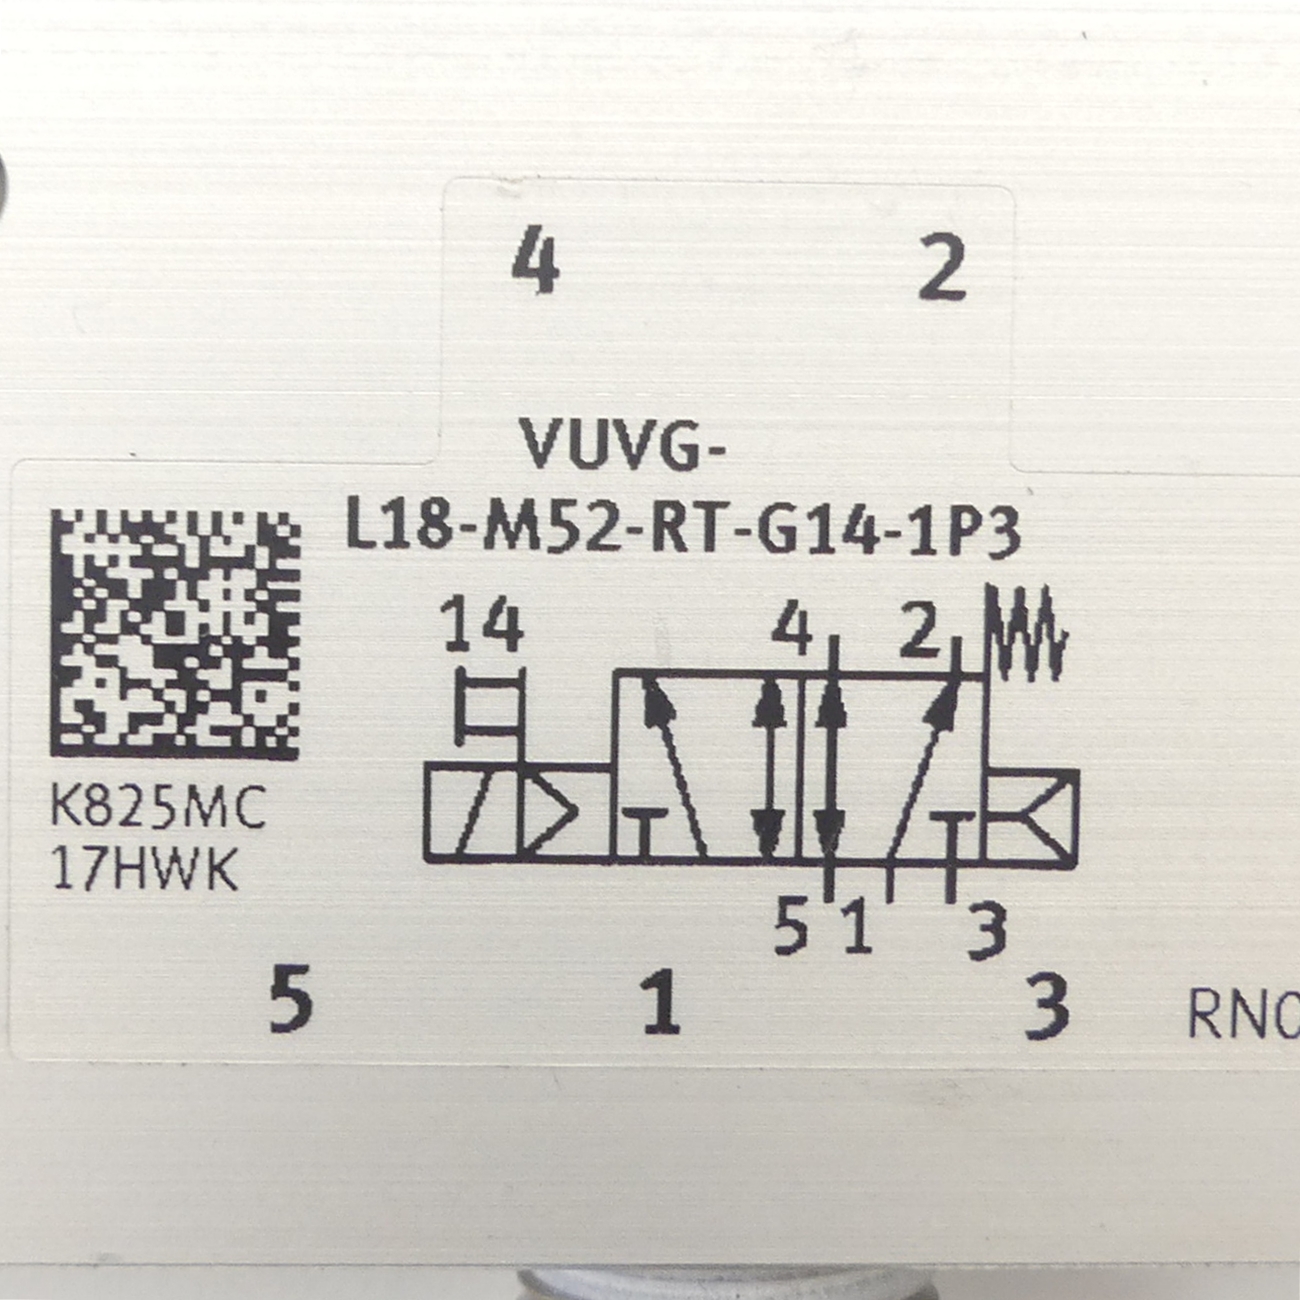 4 2
VUVG-
L18-M52-RT-G14-1P3
14 4 2
K825MC
17HWK
5 1 3
5 1 3 RN0